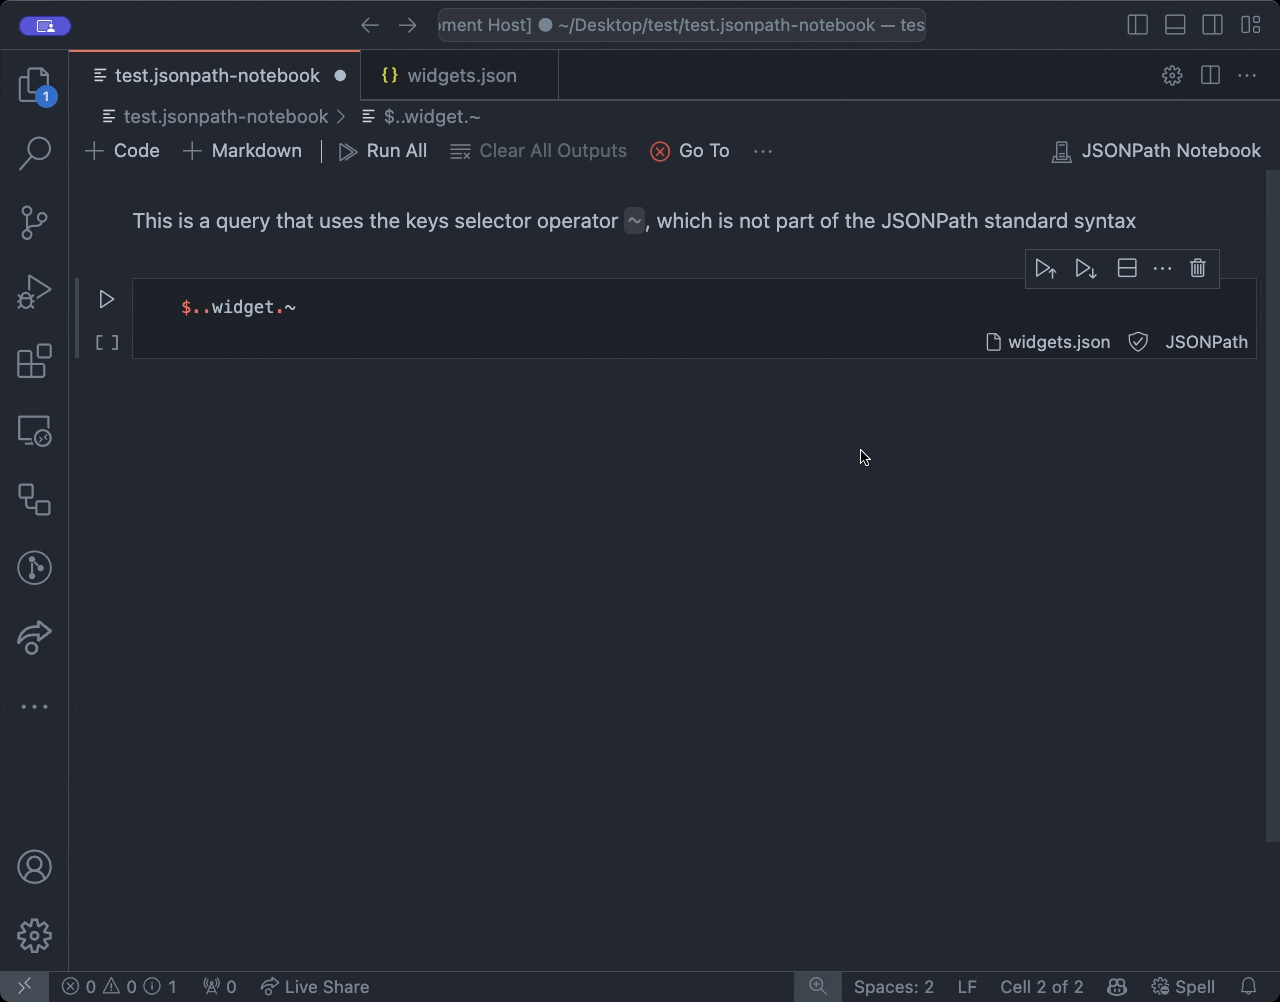 oment Host] ● ~/Desktop/test/test.jsonpath-notebook — tes
test.jsonpath-notebook ● {} widgets.json
1
test.jsonpath-notebook > $..widget.~
+ Code + Markdown | Run All Clear All Outputs Go To ··· JSONPath Notebook
This is a query that uses the keys selector operator ~, which is not part of the JSONPath standard syntax
$..widget.~
[ ] widgets.json JSONPath
0 0 1 0 Live Share Spaces: 2 LF Cell 2 of 2 Spell